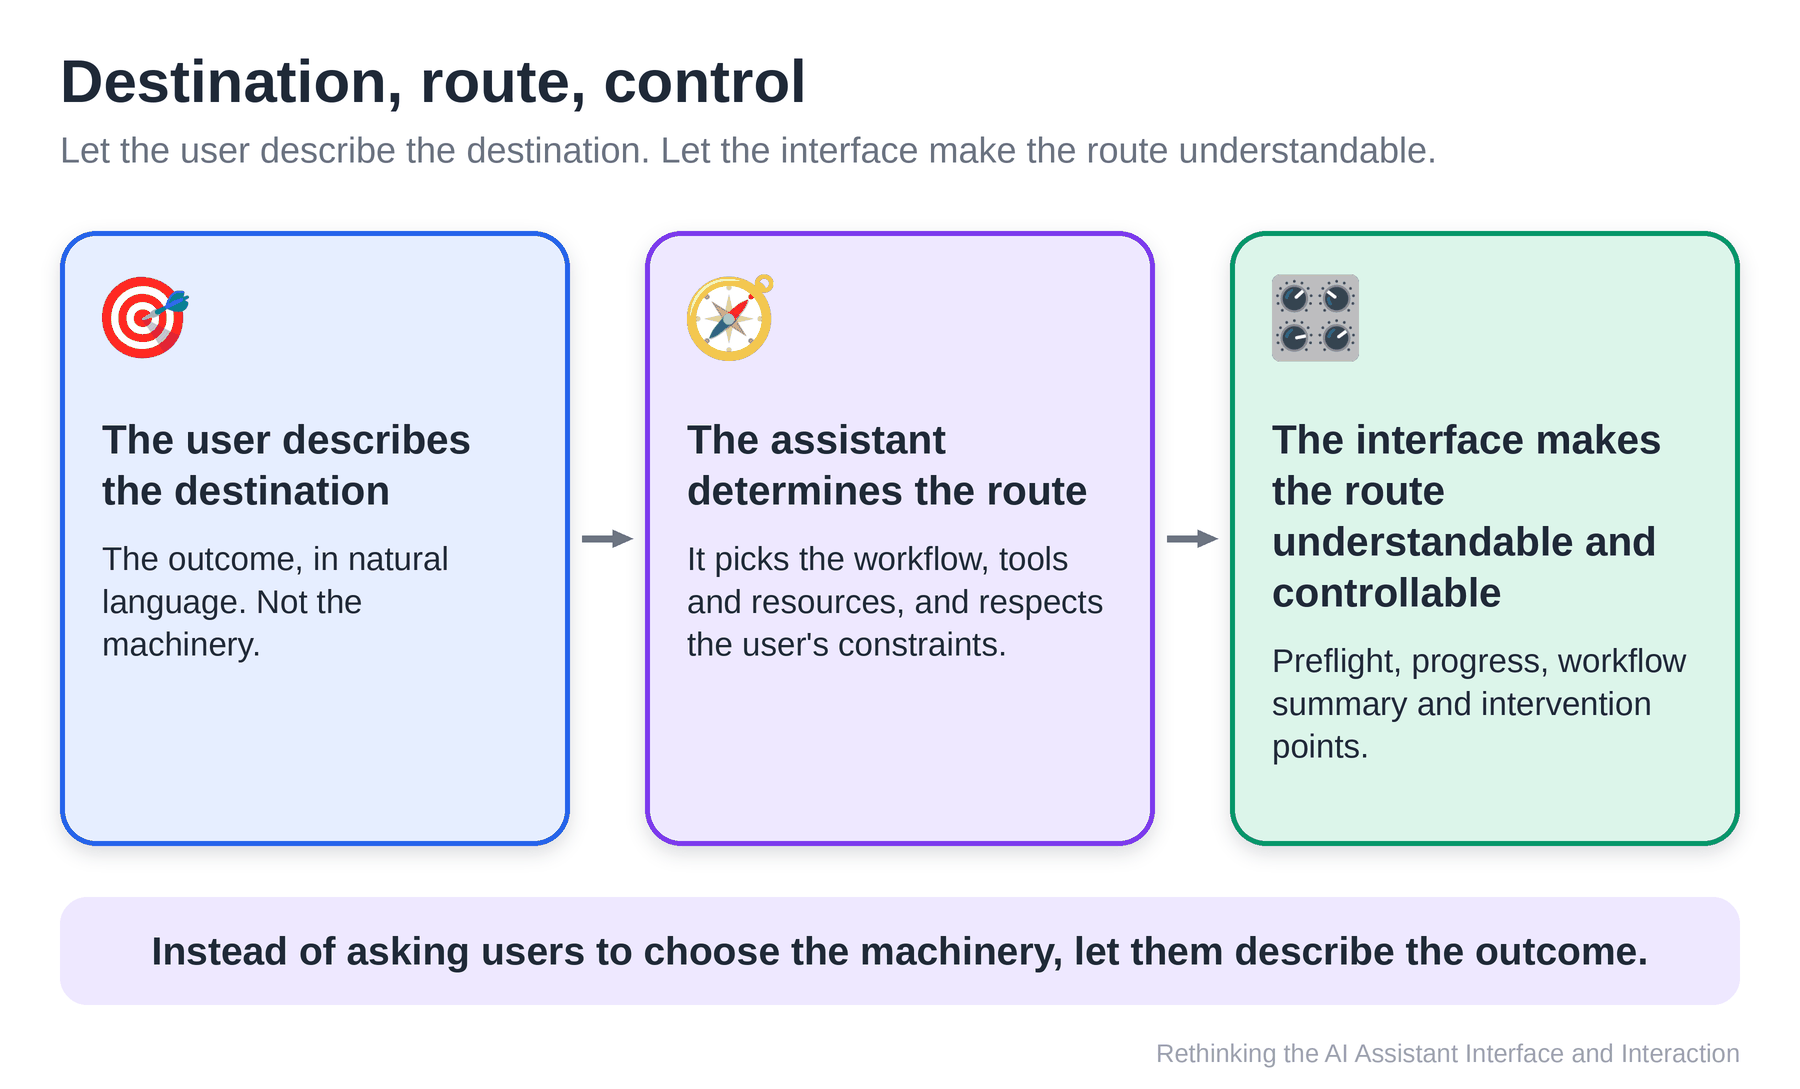 Destination, route, control
Let the user describe the destination. Let the interface make the route understandable.
The user describes
the destination
The outcome, in natural
language. Not the
machinery.
The assistant
determines the route
It picks the workflow, tools
and resources, and respects
the user's constraints.
The interface makes
the route
understandable and
controllable
Preflight, progress, workflow
summary and intervention
points.
Instead of asking users to choose the machinery, let them describe the outcome.
Rethinking the AI Assistant Interface and Interaction